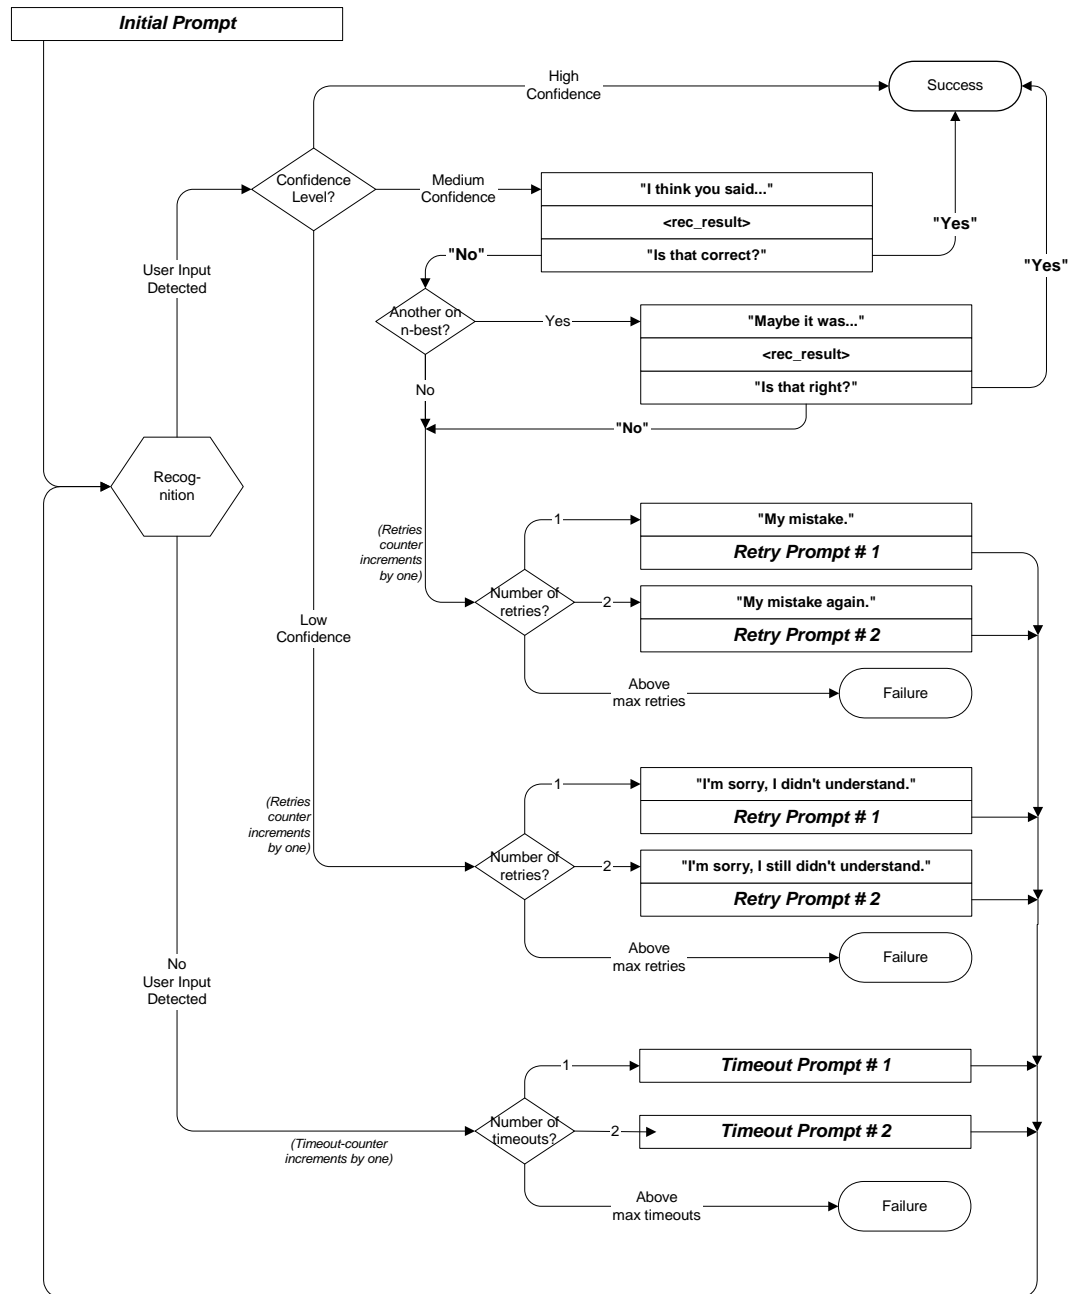 Initial Prompt
High
Confidence
Success
Confidence
Level?
Medium
Confidence
"I think you said..."
<rec_result>
"Is that correct?"
"Yes"
"No"
"Yes"
User Input
Detected
Another on
n-best?
Yes
"Maybe it was..."
<rec_result>
"Is that right?"
No
"No"
Recog-
nition
(Retries
counter
increments
by one)
1
"My mistake."
Retry Prompt # 1
Number of
retries?
2
"My mistake again."
Retry Prompt # 2
Low
Confidence
Above
max retries
Failure
(Retries
counter
increments
by one)
1
"I'm sorry, I didn't understand."
Retry Prompt # 1
Number of
retries?
2
"I'm sorry, I still didn't understand."
Retry Prompt # 2
Above
max retries
Failure
No
User Input
Detected
1
Timeout Prompt # 1
Number of
timeouts?
2
Timeout Prompt # 2
(Timeout-counter
increments by one)
Above
max timeouts
Failure